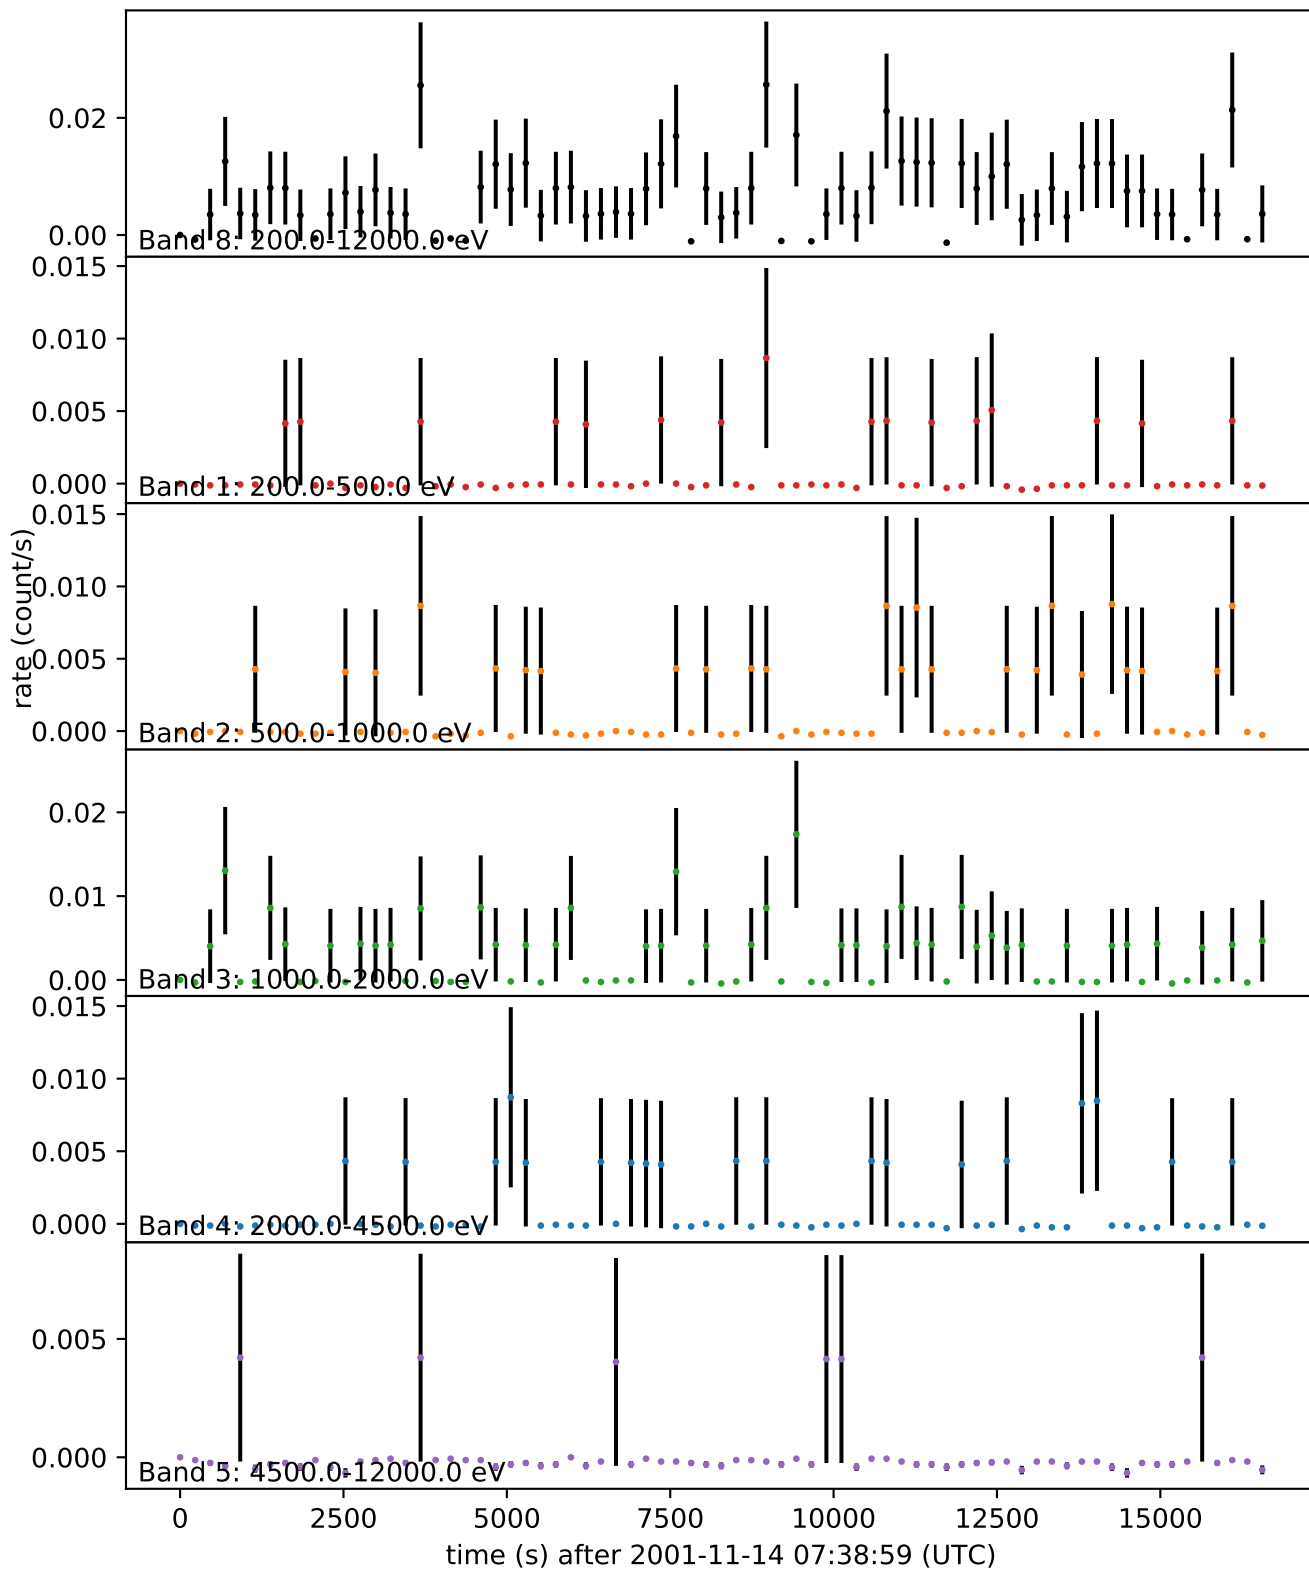 0.02
0.00
Band 8: 200.0-12000.0 eV
0.015
0.010
0.005
0.000
Band 1: 200.0-500.0 eV
0.015
0.010
0.005
0.000
Band 2: 500.0-1000.0 eV
rate (count/s)
0.02
0.01
0.00
Band 3: 1000.0-2000.0 eV
0.015
0.010
0.005
0.000
Band 4: 2000.0-4500.0 eV
0.005
0.000
Band 5: 4500.0-12000.0 eV
0 2500 5000 7500 10000 12500 15000
time (s) after 2001-11-14 07:38:59 (UTC)